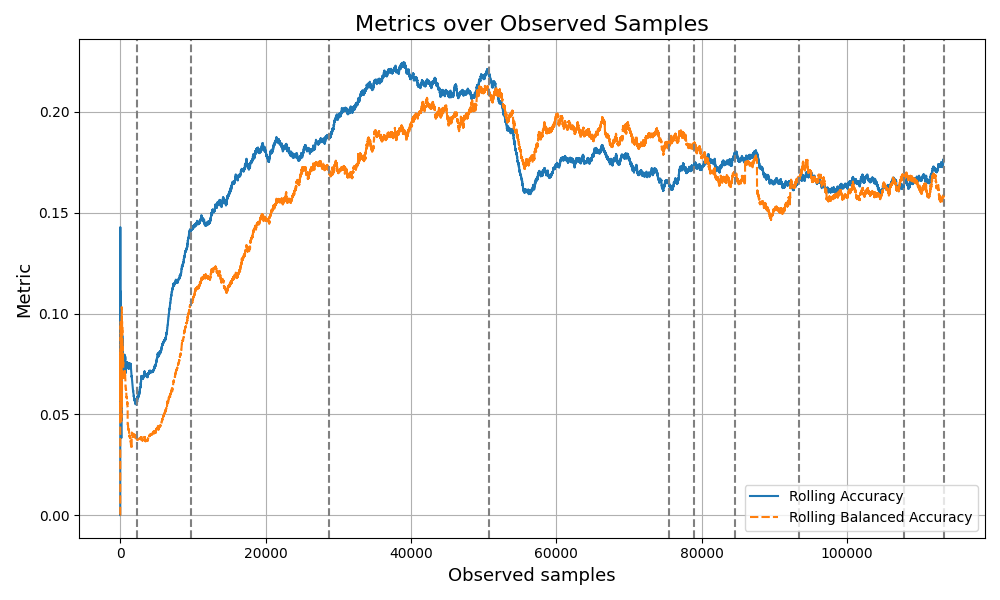 Metrics over Observed Samples
Metric
0.20
0.15
0.10
0.05
0.00
0
20000
40000
60000
80000
100000
Observed samples
Rolling Accuracy
Rolling Balanced Accuracy